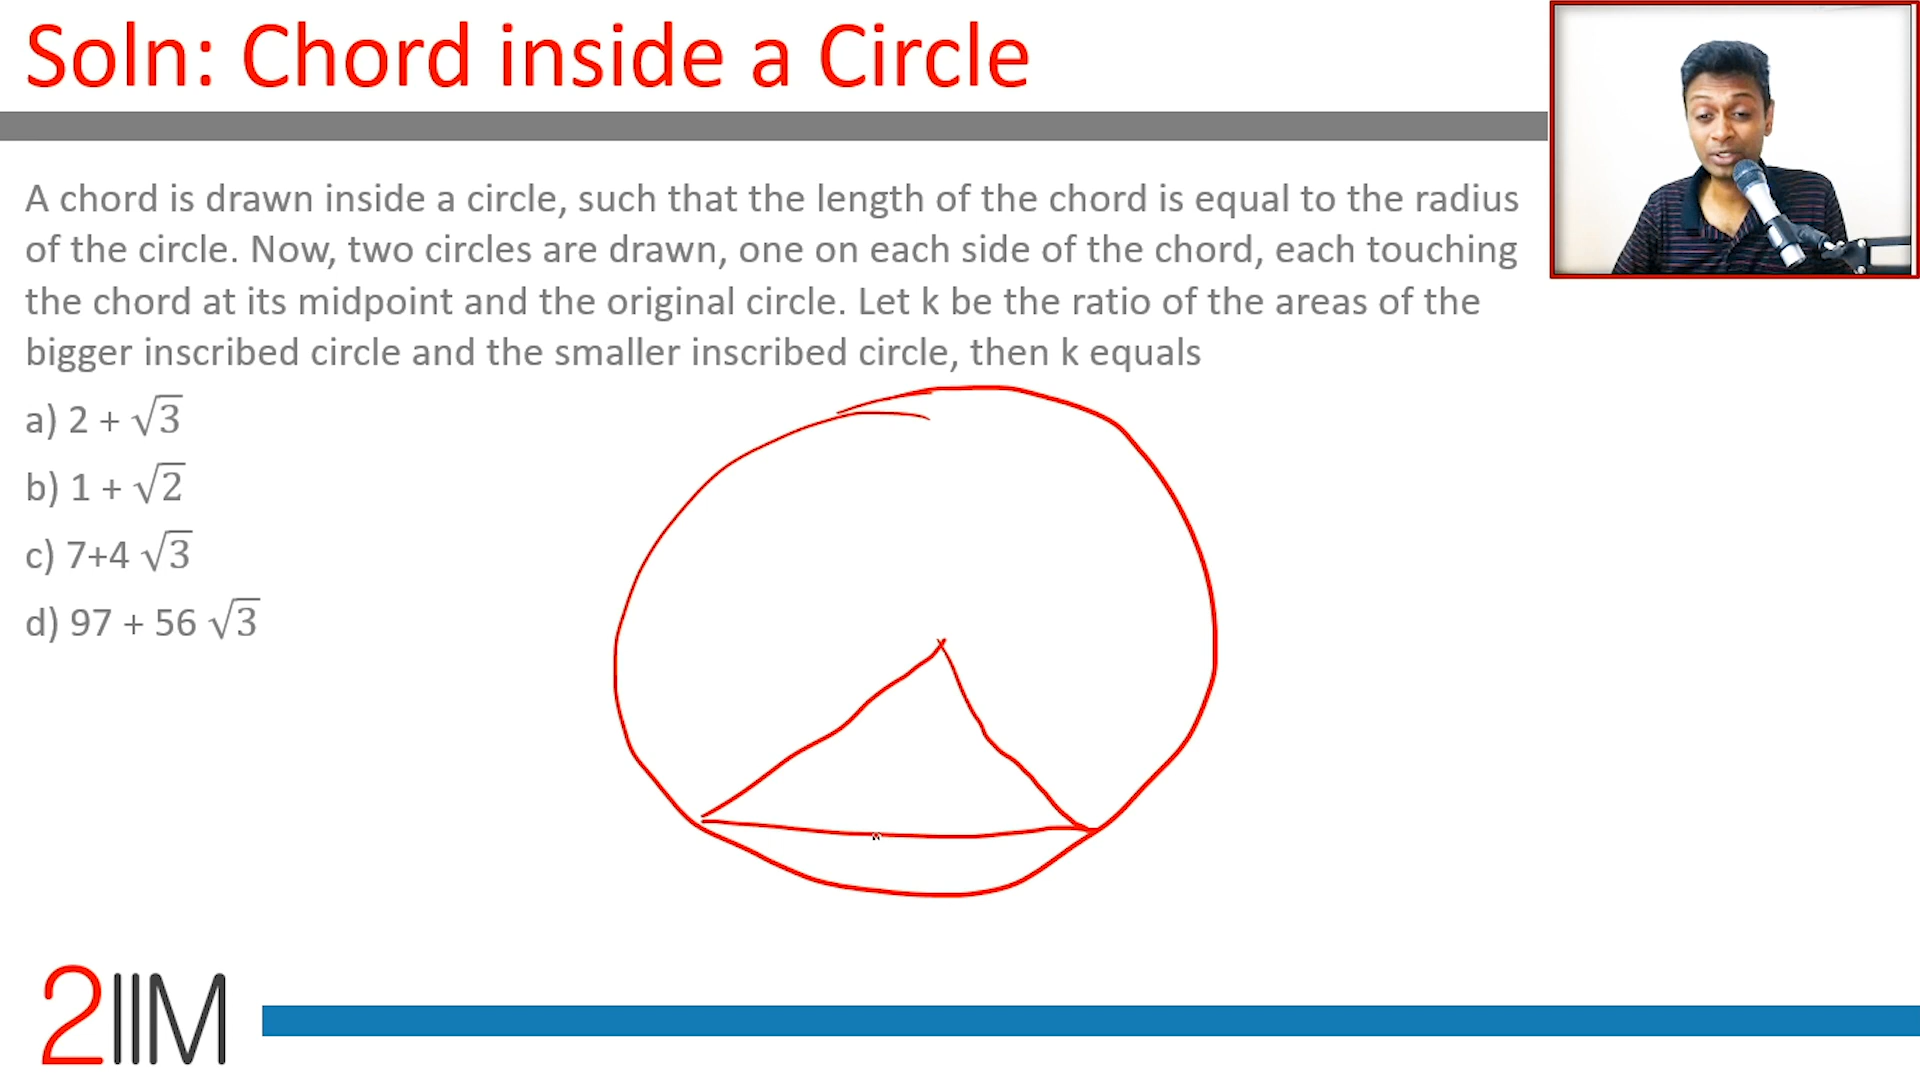 Soln: Chord inside a Circle
A chord is drawn inside a circle, such that the length of the chord is equal to the radius
of the circle. Now, two circles are drawn, one on each side of the chord, each touching
the chord at its midpoint and the original circle. Let k be the ratio of the areas of the
bigger inscribed circle and the smaller inscribed circle, then k equals
a) 2 + √3
b) 1 + √2
c) 7+4 √3
d) 97 + 56 √3
2IIM